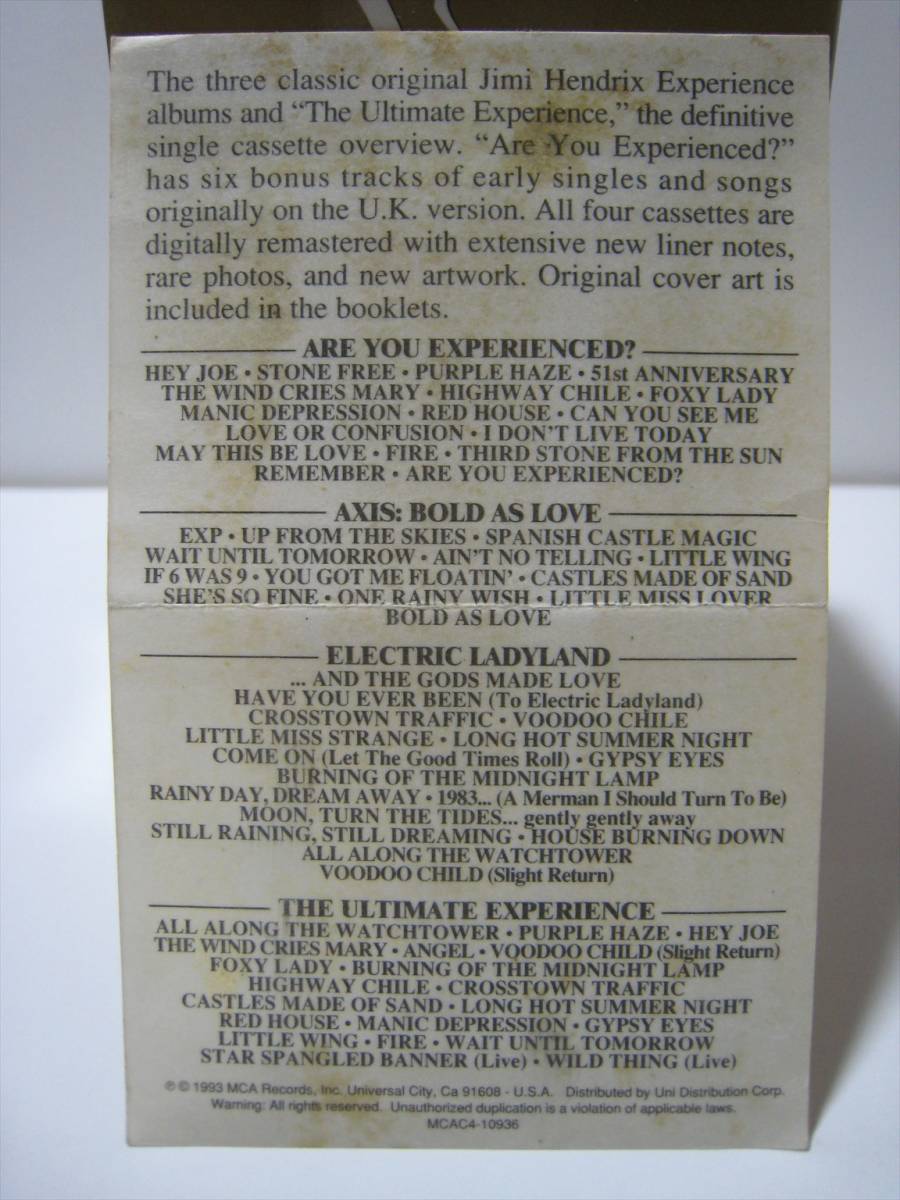 The three classic original Jimi Hendrix Experience
albums and “The Ultimate Experience,” the definitive
single cassette overview. “Are You Experienced?”
has six bonus tracks of early singles and songs
originally on the U.K. version. All four cassettes are
digitally remastered with extensive new liner notes,
rare photos, and new artwork. Original cover art is
included in the booklets.
ARE YOU EXPERIENCED?
HEY JOE • STONE FREE • PURPLE HAZE • 51st ANNIVERSARY
THE WIND CRIES MARY • HIGHWAY CHILE • FOXY LADY
MANIC DEPRESSION • RED HOUSE • CAN YOU SEE ME
LOVE OR CONFUSION • I DON’T LIVE TODAY
MAY THIS BE LOVE • FIRE • THIRD STONE FROM THE SUN
REMEMBER • ARE YOU EXPERIENCED?
AXIS: BOLD AS LOVE
EXP • UP FROM THE SKIES • SPANISH CASTLE MAGIC
WAIT UNTIL TOMORROW • AIN’T NO TELLING • LITTLE WING
IF 6 WAS 9 • YOU GOT ME FLOATIN’ • CASTLES MADE OF SAND
SHE’S SO FINE • ONE RAINY WISH • LITTLE MISS LOVER
BOLD AS LOVE
ELECTRIC LADYLAND
... AND THE GODS MADE LOVE
HAVE YOU EVER BEEN (To Electric Ladyland)
CROSSTOWN TRAFFIC • VOODOO CHILE
LITTLE MISS STRANGE • LONG HOT SUMMER NIGHT
COME ON (Let The Good Times Roll) • GYPSY EYES
BURNING OF THE MIDNIGHT LAMP
RAINY DAY, DREAM AWAY • 1983... (A Merman I Should Turn To Be)
MOON, TURN THE TIDES... gently gently away
STILL RAINING, STILL DREAMING • HOUSE BURNING DOWN
ALL ALONG THE WATCHTOWER
VOODOO CHILD (Slight Return)
THE ULTIMATE EXPERIENCE
ALL ALONG THE WATCHTOWER • PURPLE HAZE • HEY JOE
THE WIND CRIES MARY • ANGEL • VOODOO CHILD (Slight Return)
FOXY LADY • BURNING OF THE MIDNIGHT LAMP
HIGHWAY CHILE • CROSSTOWN TRAFFIC
CASTLES MADE OF SAND • LONG HOT SUMMER NIGHT
RED HOUSE • MANIC DEPRESSION • GYPSY EYES
LITTLE WING • FIRE • WAIT UNTIL TOMORROW
STAR SPANGLED BANNER (Live) • WILD THING (Live)
℗ © 1993 MCA Records, Inc. Universal City, Ca 91608 - U.S.A. Distributed by Uni Distribution Corp.
Warning: All rights reserved. Unauthorized duplication is a violation of applicable laws.
MCAC4-10936